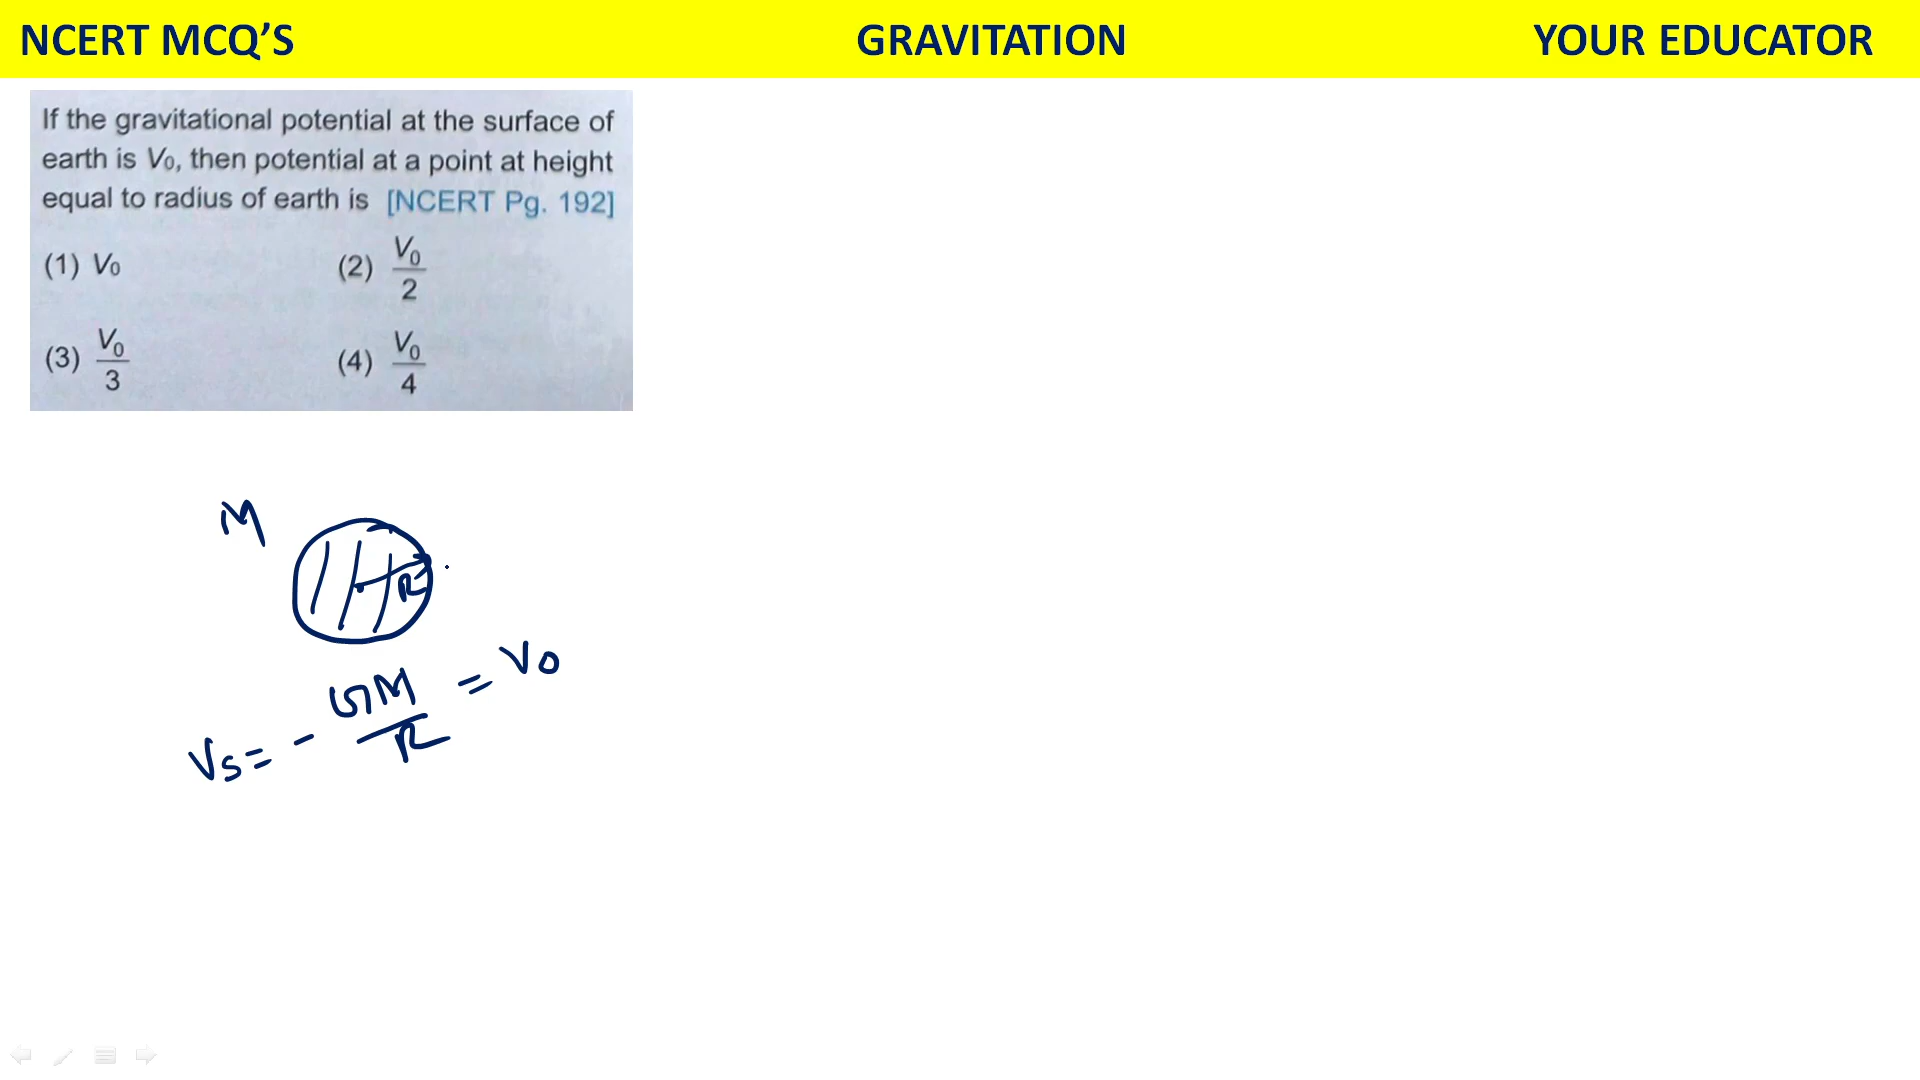 NCERT MCQ’S GRAVITATION YOUR EDUCATOR
If the gravitational potential at the surface of
earth is V₀, then potential at a point at height
equal to radius of earth is [NCERT Pg. 192]
(1) V₀ (2) V₀/2
(3) V₀/3 (4) V₀/4
M
R
Vs = - GM/R = V₀